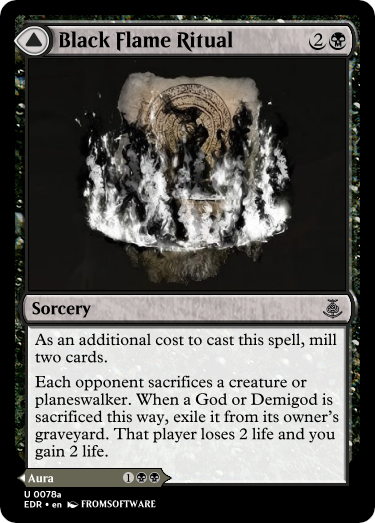 Black Flame Ritual 2
Sorcery
As an additional cost to cast this spell, mill
two cards.
Each opponent sacrifices a creature or
planeswalker. When a God or Demigod is
sacrificed this way, exile it from its owner's
graveyard. That player loses 2 life and you
gain 2 life.
Aura 1
U 0078a
EDR • en FROMSOFTWARE